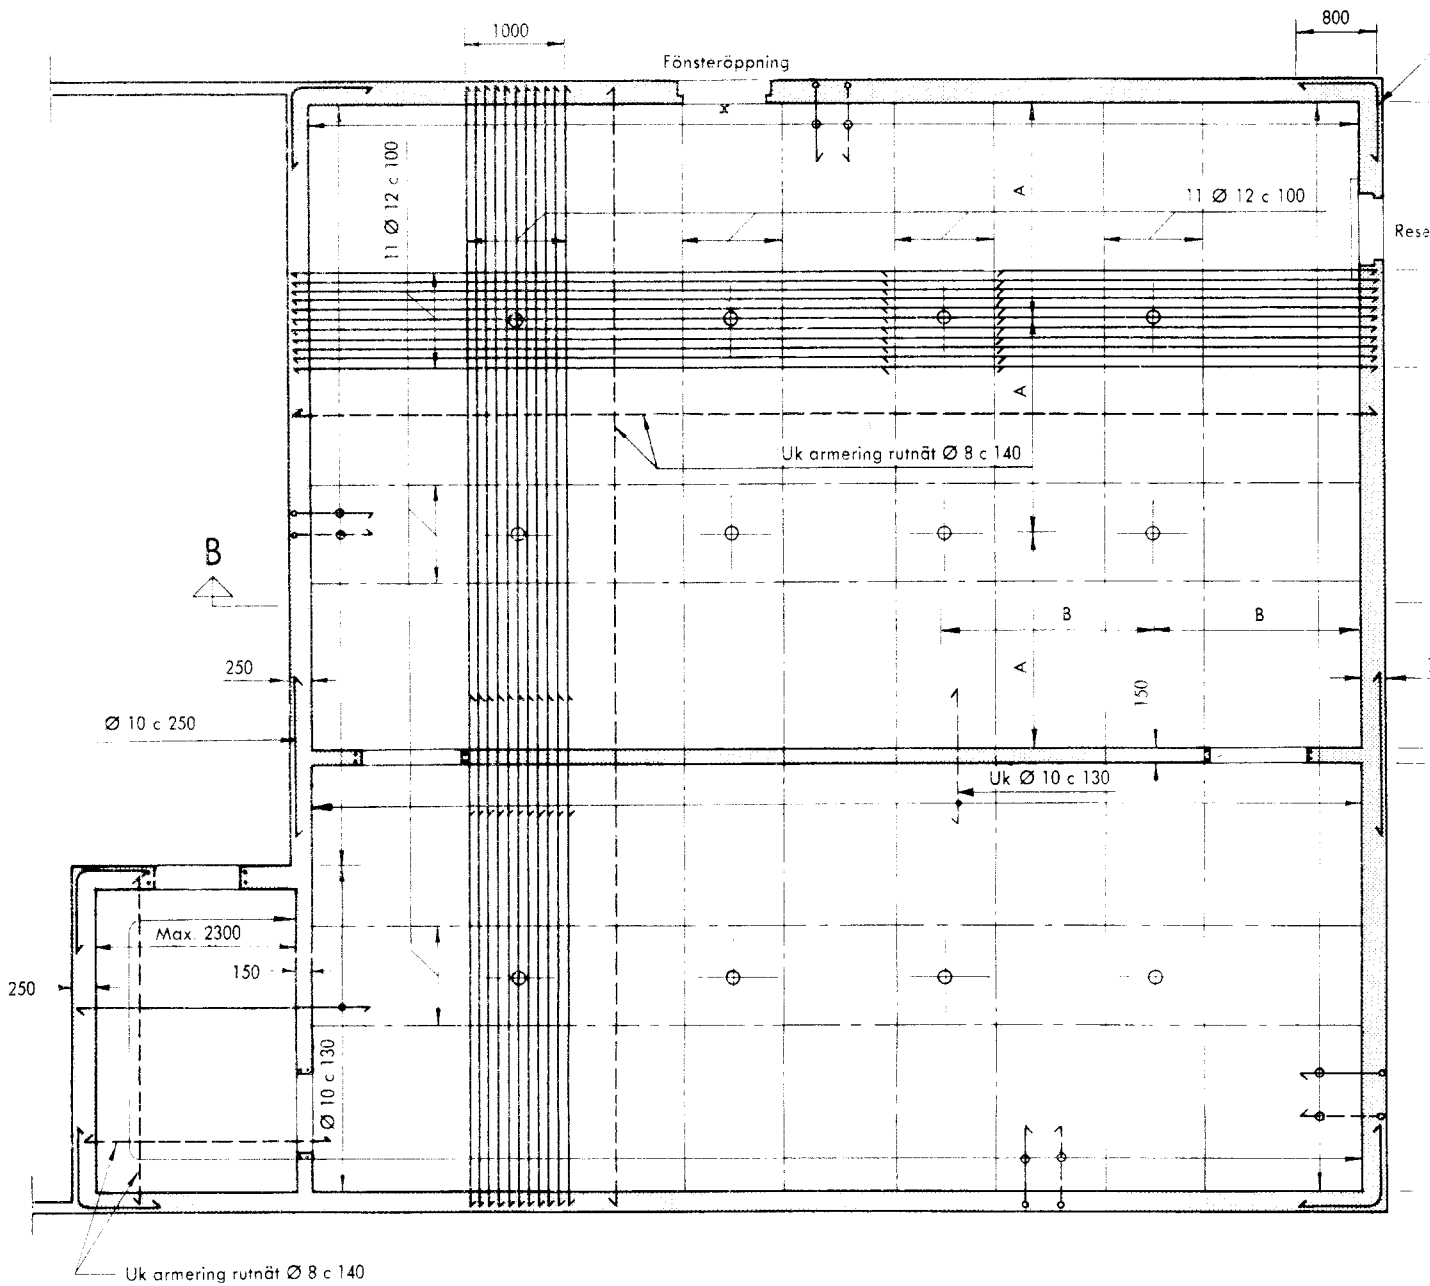 1000
800
Fönsteröppning
x
11 Ø 12 c 100
A
11 Ø 12 c 100
Rese
A
Uk armering rutnät Ø 8 c 140
B
B
B
250
A
150
Ø 10 c 250
Uk Ø 10 c 130
Max. 2300
150
250
Ø 10 c 130
Uk armering rutnät Ø 8 c 140